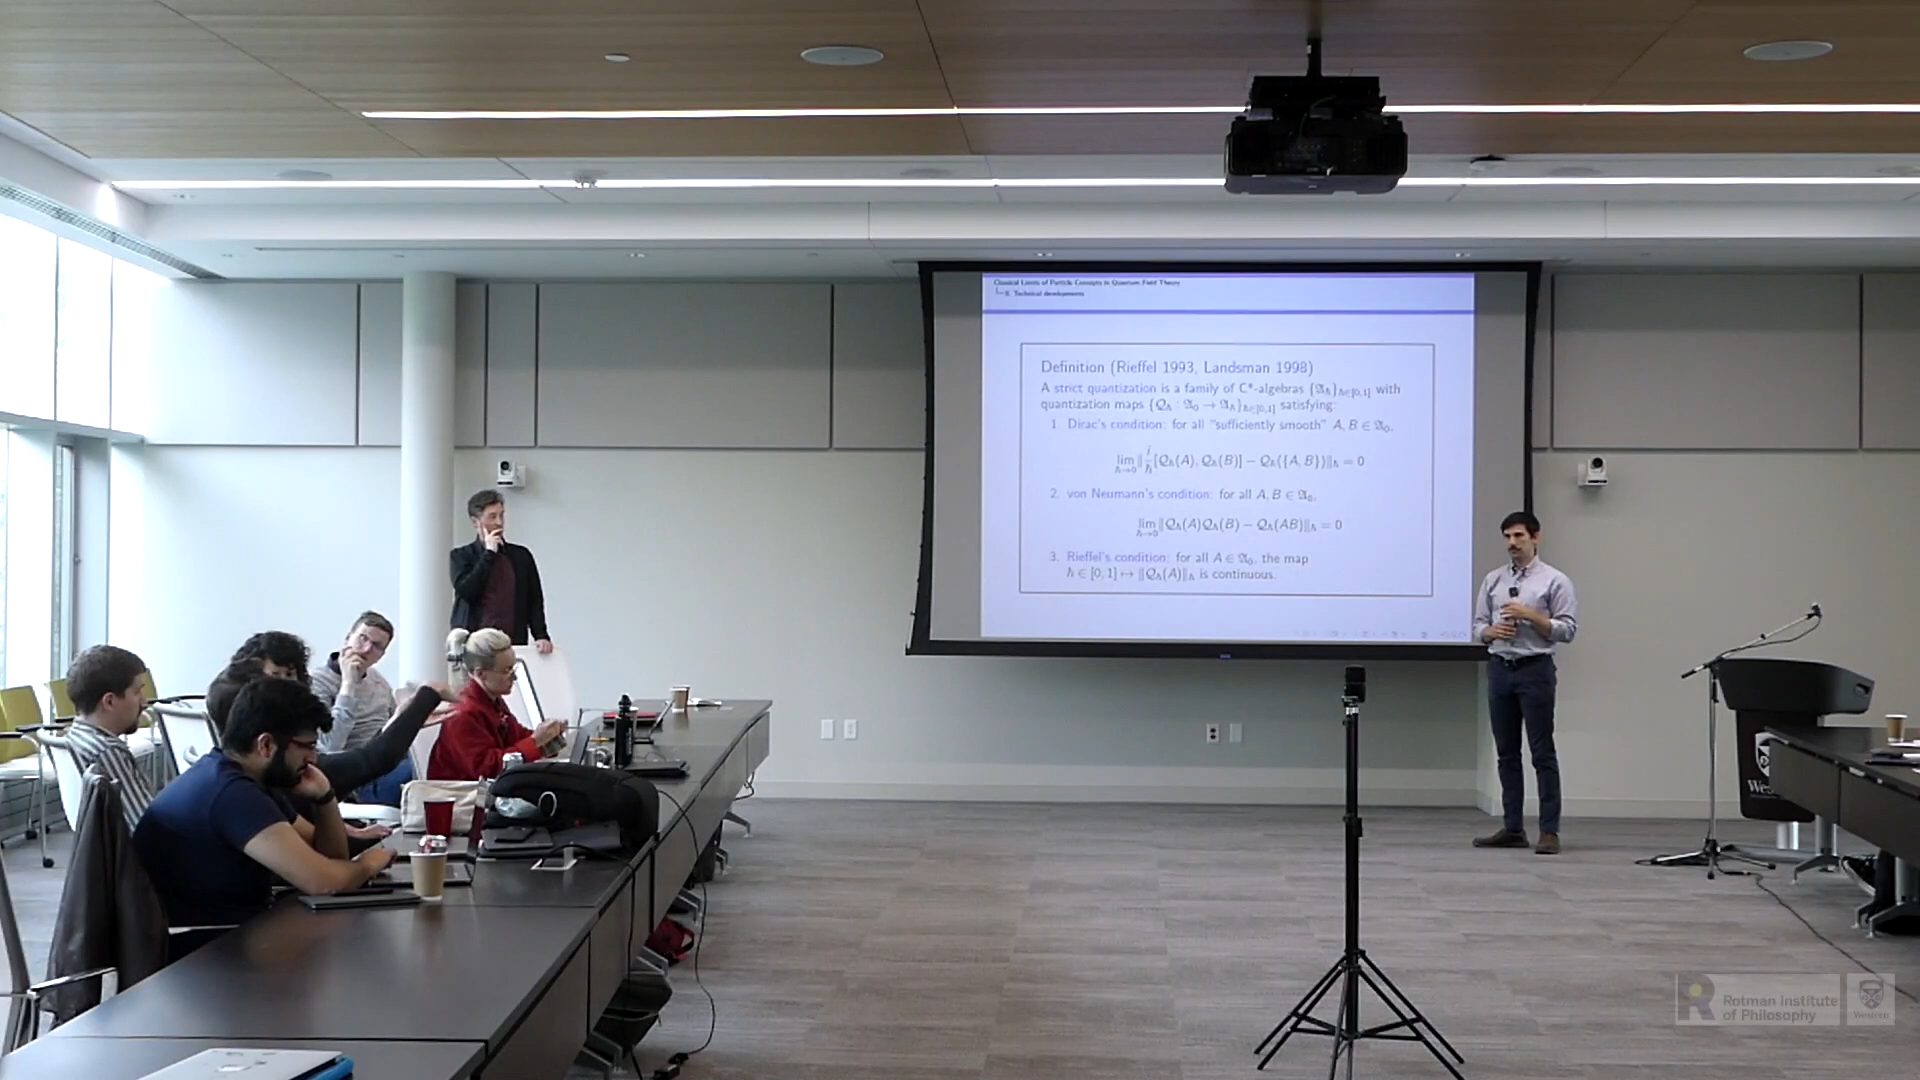 Classical Limits of Particle Concepts in Quantum Field Theory
II. Technical developments
Definition (Rieffel 1993, Landsman 1998)
A strict quantization is a family of C*-algebras {𝔄ℏ}ℏ∈[0,1] with
quantization maps {𝒬ℏ : 𝔄₀ → 𝔄ℏ}ℏ∈[0,1] satisfying:
1. Dirac's condition: for all "sufficiently smooth" A, B ∈ 𝔄₀,
lim ℏ→0 ‖ i/ℏ [𝒬ℏ(A), 𝒬ℏ(B)] − 𝒬ℏ({A, B})‖ℏ = 0
2. von Neumann's condition: for all A, B ∈ 𝔄₀,
lim ℏ→0 ‖𝒬ℏ(A)𝒬ℏ(B) − 𝒬ℏ(AB)‖ℏ = 0
3. Rieffel's condition: for all A ∈ 𝔄₀, the map
ℏ ∈ [0, 1] ↦ ‖𝒬ℏ(A)‖ℏ is continuous.
Rotman Institute
of Philosophy
Western